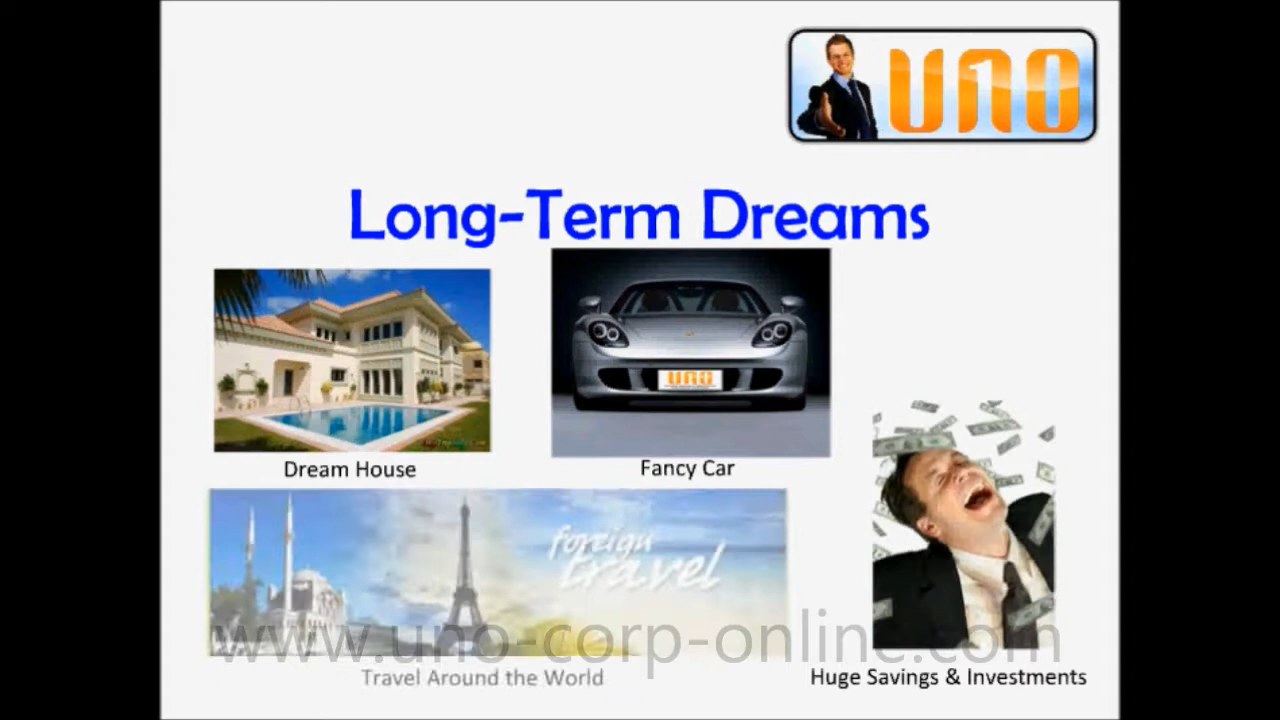 UNO
Long-Term Dreams
UNO
Dream House
Fancy Car
foreign
travel
www.uno-corp-online.com
Travel Around the World
Huge Savings & Investments